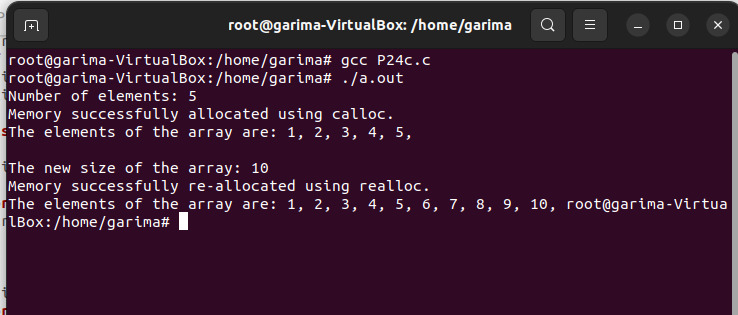 root@garima-VirtualBox: /home/garima
root@garima-VirtualBox:/home/garima# gcc P24c.c
root@garima-VirtualBox:/home/garima# ./a.out
Number of elements: 5
Memory successfully allocated using calloc.
The elements of the array are: 1, 2, 3, 4, 5,
The new size of the array: 10
Memory successfully re-allocated using realloc.
The elements of the array are: 1, 2, 3, 4, 5, 6, 7, 8, 9, 10, root@garima-Virtua
lBox:/home/garima#